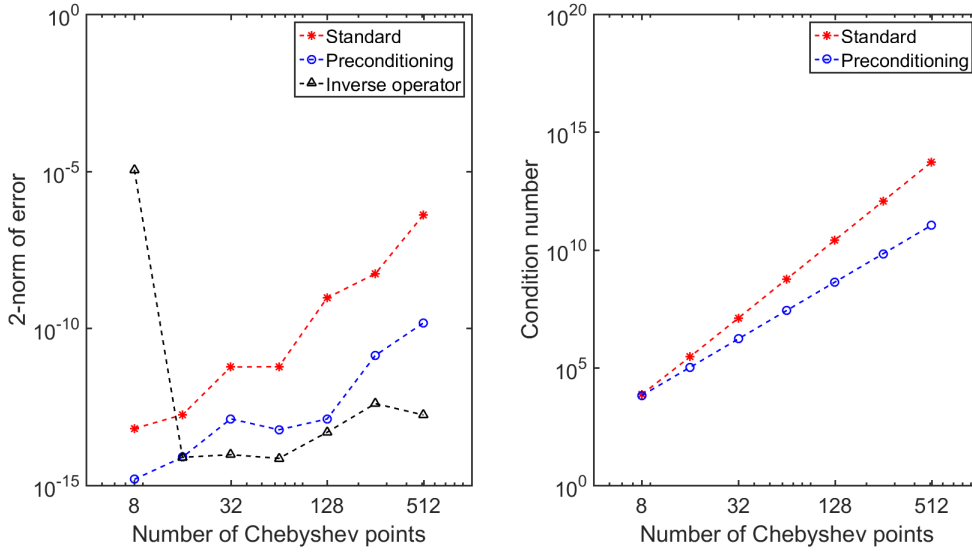 10^0
10^-5
10^-10
10^-15
2-norm of error
8 32 128 512
Number of Chebyshev points
Standard
Preconditioning
Inverse operator
10^20
10^15
10^10
10^5
10^0
Condition number
8 32 128 512
Number of Chebyshev points
Standard
Preconditioning